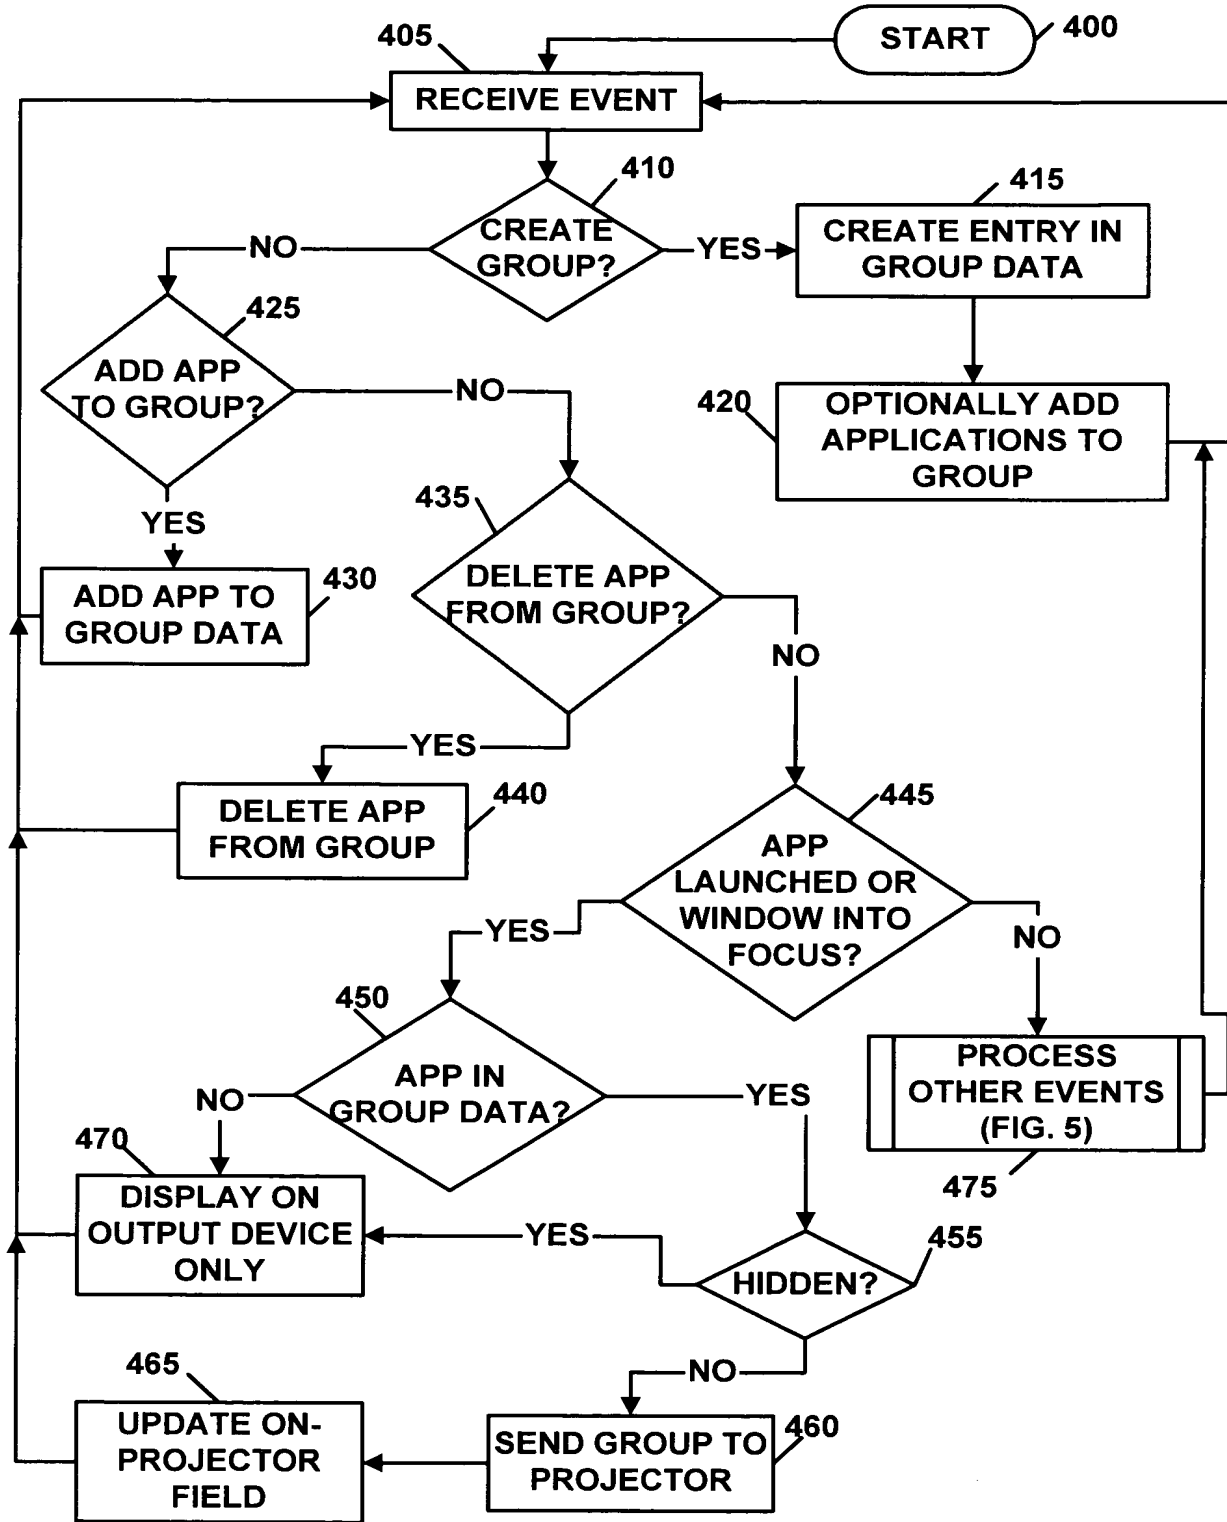 START
400
405
RECEIVE EVENT
410
CREATE
GROUP?
NO
YES
415
CREATE ENTRY IN
GROUP DATA
425
ADD APP
TO GROUP?
NO
420
OPTIONALLY ADD
APPLICATIONS TO
GROUP
YES
435
DELETE APP
FROM GROUP?
430
ADD APP TO
GROUP DATA
NO
YES
440
DELETE APP
FROM GROUP
445
APP
LAUNCHED OR
WINDOW INTO
FOCUS?
YES
NO
450
APP IN
GROUP DATA?
NO
YES
PROCESS
OTHER EVENTS
(FIG. 5)
475
470
DISPLAY ON
OUTPUT DEVICE
ONLY
YES
455
HIDDEN?
NO
465
UPDATE ON-
PROJECTOR
FIELD
460
SEND GROUP TO
PROJECTOR